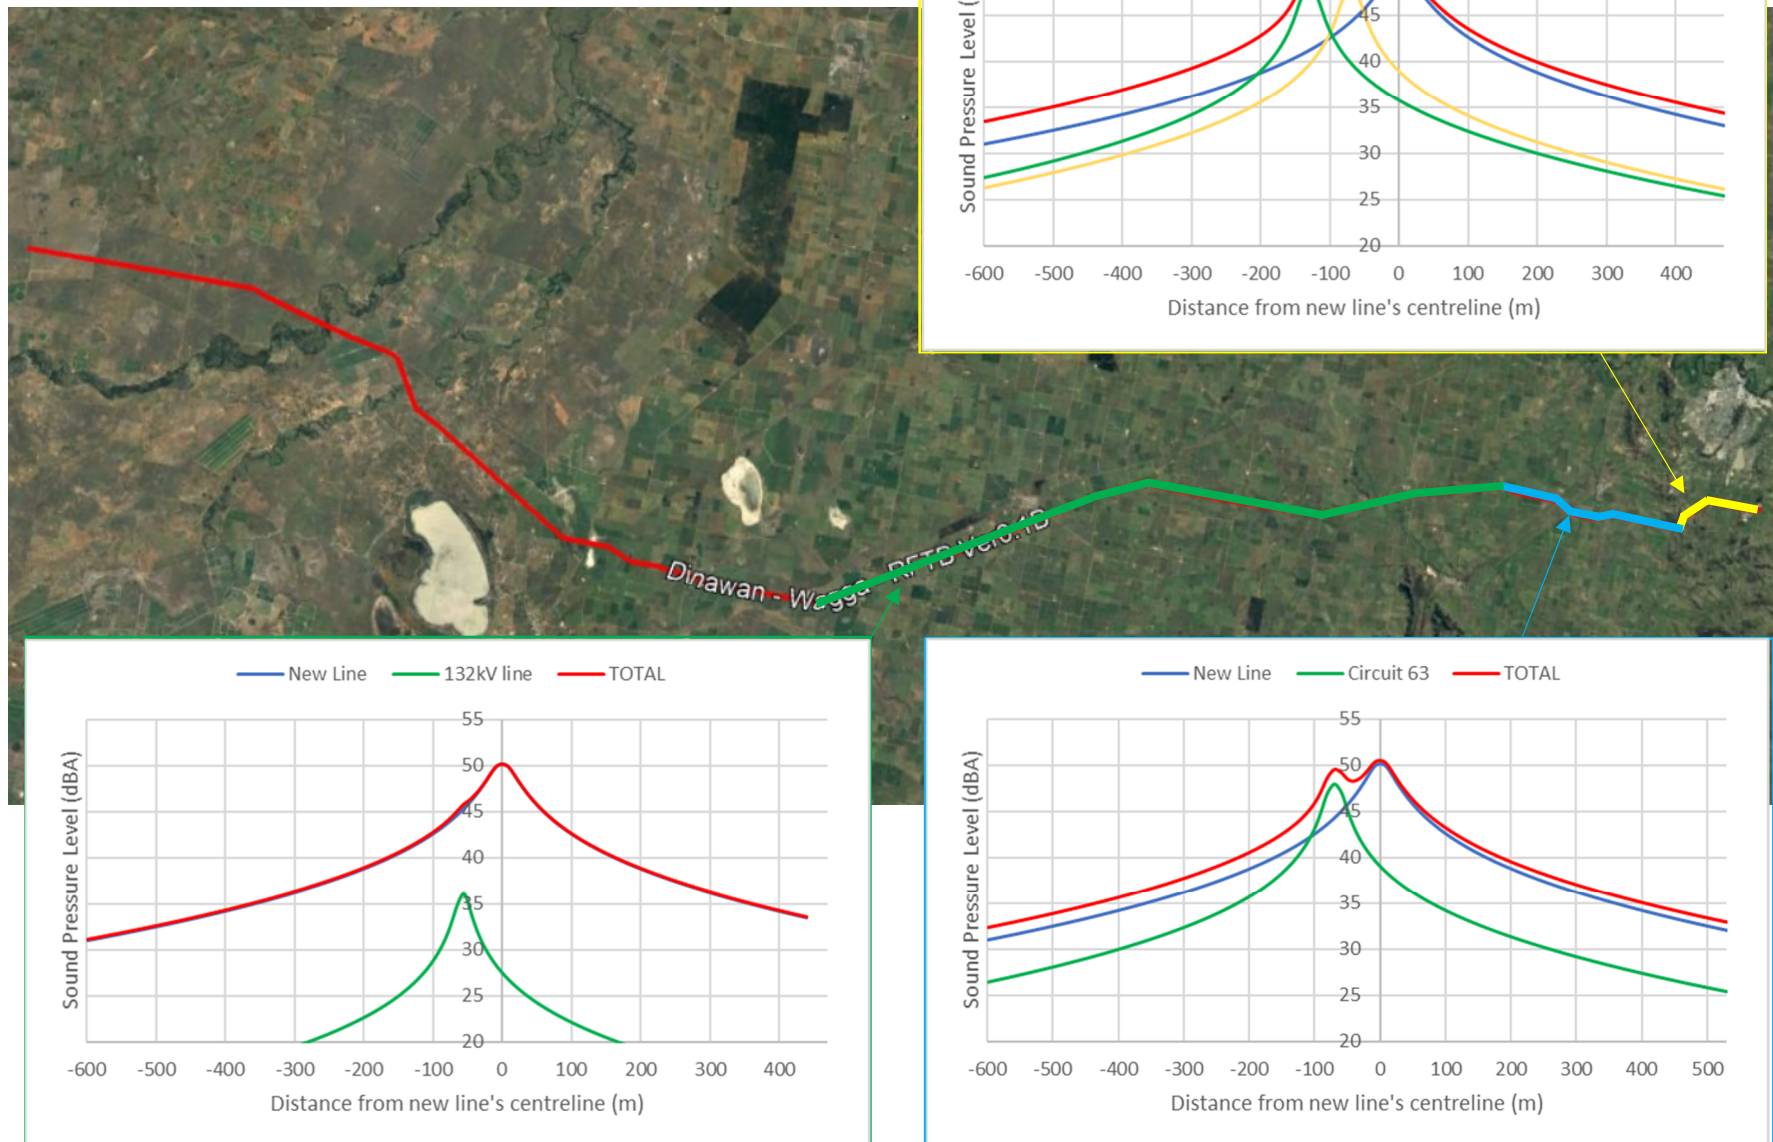 Sound Pressure Level (
45
40
35
30
25
20
-600 -500 -400 -300 -200 -100 0 100 200 300 400
Distance from new line's centreline (m)
Dinawan - Wagga - RFTB Ver6.1B
New Line 132kV line TOTAL
Sound Pressure Level (dBA)
55
50
45
40
35
30
25
20
-600 -500 -400 -300 -200 -100 0 100 200 300 400
Distance from new line's centreline (m)
New Line Circuit 63 TOTAL
Sound Pressure Level (dBA)
55
50
45
40
35
30
25
20
-600 -500 -400 -300 -200 -100 0 100 200 300 400 500
Distance from new line's centreline (m)